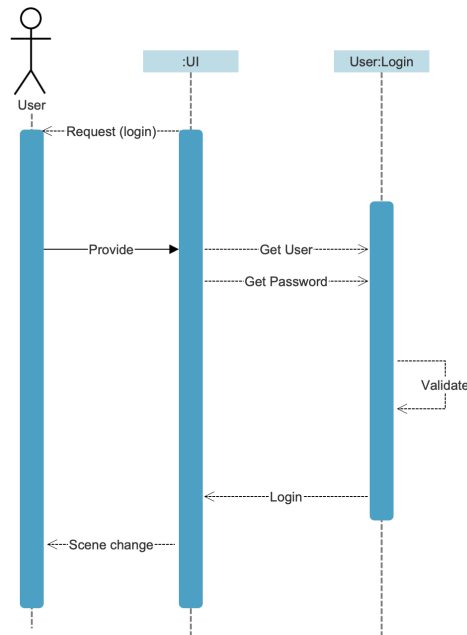 :UI
User:Login
User
Request (login)
Provide
Get User
Get Password
Validate
Login
Scene change